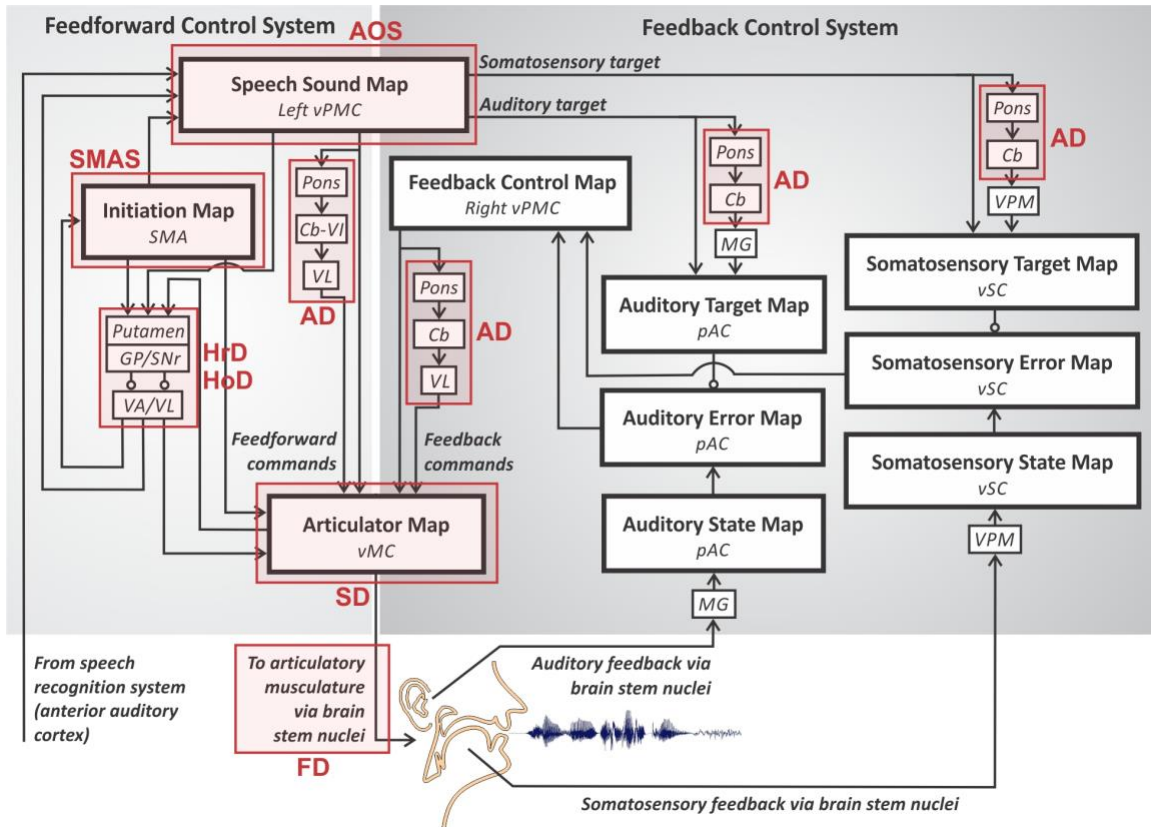 Feedforward Control System
Feedback Control System
AOS
Speech Sound Map
Left vPMC
Somatosensory target
Auditory target
Pons
Cb
AD
VPM
Pons
Cb
AD
MG
SMAS
Initiation Map
SMA
Pons
Cb-VI
VL
AD
Feedback Control Map
Right vPMC
Pons
Cb
VL
AD
Auditory Target Map
pAC
Somatosensory Target Map
vSC
Putamen
GP/SNr
VA/VL
HrD
HoD
Somatosensory Error Map
vSC
Auditory Error Map
pAC
Feedforward
commands
Feedback
commands
Somatosensory State Map
vSC
Articulator Map
vMC
SD
Auditory State Map
pAC
VPM
MG
From speech
recognition system
(anterior auditory
cortex)
To articulatory
musculature
via brain
stem nuclei
FD
Auditory feedback via
brain stem nuclei
Somatosensory feedback via brain stem nuclei